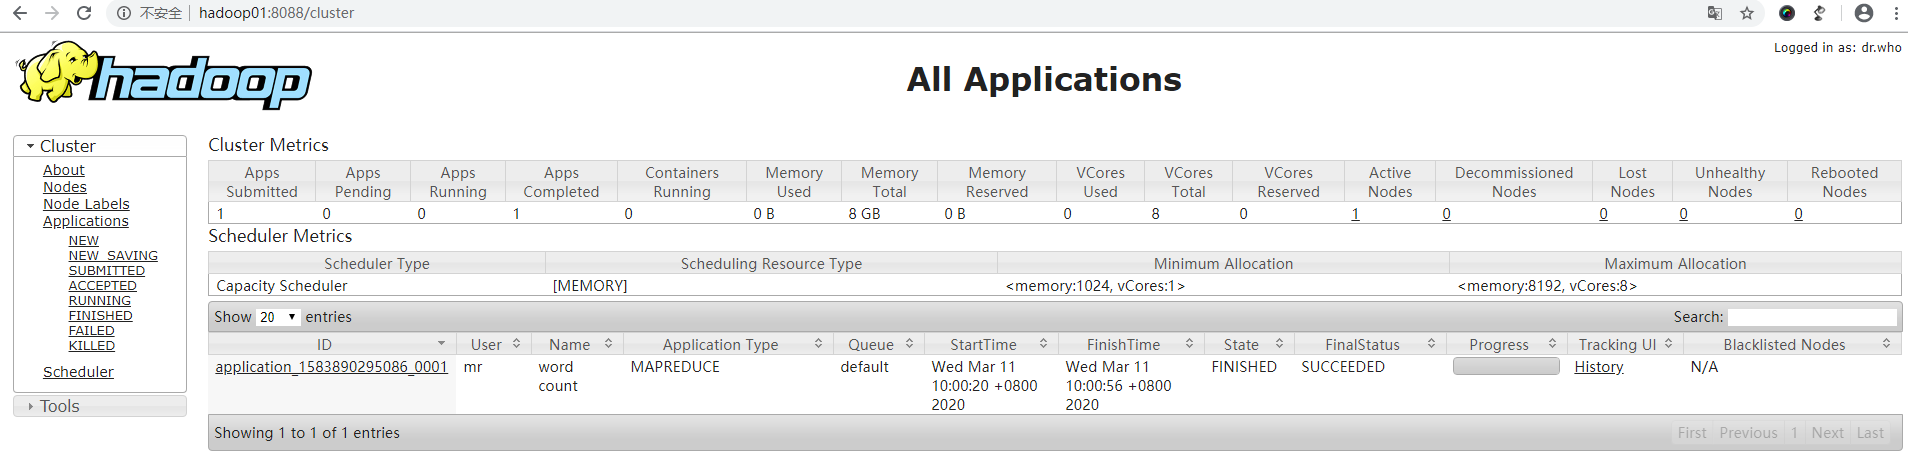 不安全 hadoop01:8088/cluster
Logged in as: dr.who
hadoop
All Applications
Cluster
About
Nodes
Node Labels
Applications
NEW
NEW_SAVING
SUBMITTED
ACCEPTED
RUNNING
FINISHED
FAILED
KILLED
Scheduler
Tools
Cluster Metrics
Apps Submitted Apps Pending Apps Running Apps Completed Containers Running Memory Used Memory Total Memory Reserved VCores Used VCores Total VCores Reserved Active Nodes Decommissioned Nodes Lost Nodes Unhealthy Nodes Rebooted Nodes
1 0 0 1 0 0 B 8 GB 0 B 0 8 0 1 0 0 0 0
Scheduler Metrics
Scheduler Type Scheduling Resource Type Minimum Allocation Maximum Allocation
Capacity Scheduler [MEMORY] <memory:1024, vCores:1> <memory:8192, vCores:8>
Show 20 entries Search:
ID User Name Application Type Queue StartTime FinishTime State FinalStatus Progress Tracking UI Blacklisted Nodes
application_1583890295086_0001 mr word count MAPREDUCE default Wed Mar 11 10:00:20 +0800 2020 Wed Mar 11 10:00:56 +0800 2020 FINISHED SUCCEEDED History N/A
Showing 1 to 1 of 1 entries First Previous 1 Next Last